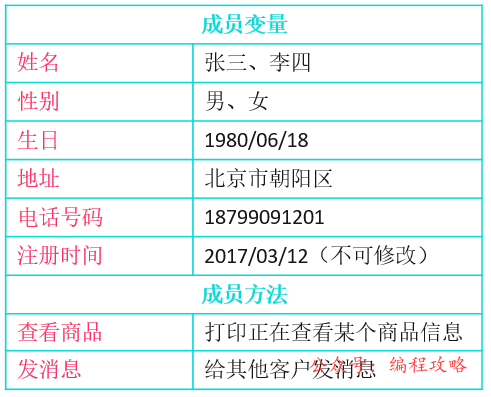 成员变量
姓名 张三、李四
性别 男、女
生日 1980/06/18
地址 北京市朝阳区
电话号码 18799091201
注册时间 2017/03/12（不可修改）
成员方法
查看商品 打印正在查看某个商品信息
发消息 给其他客户发消息
公众号：编程攻略